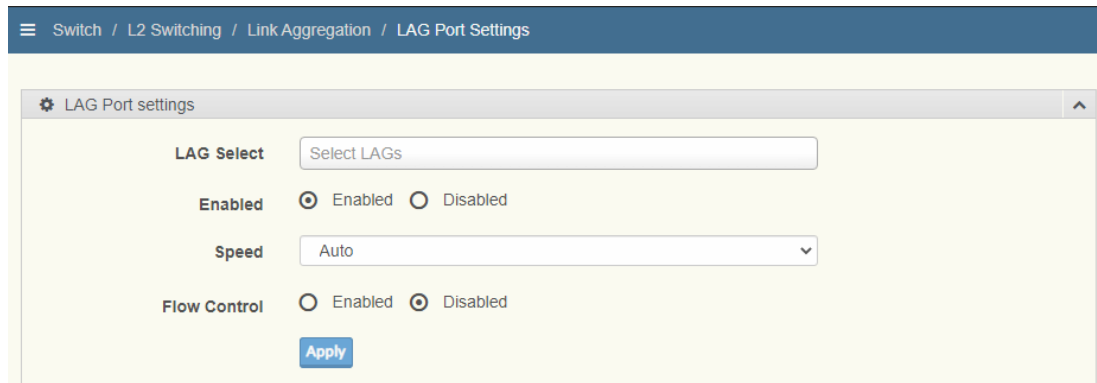 Switch / L2 Switching / Link Aggregation / LAG Port Settings
LAG Port settings
LAG Select Select LAGs
Enabled Enabled Disabled
Speed Auto
Flow Control Enabled Disabled
Apply